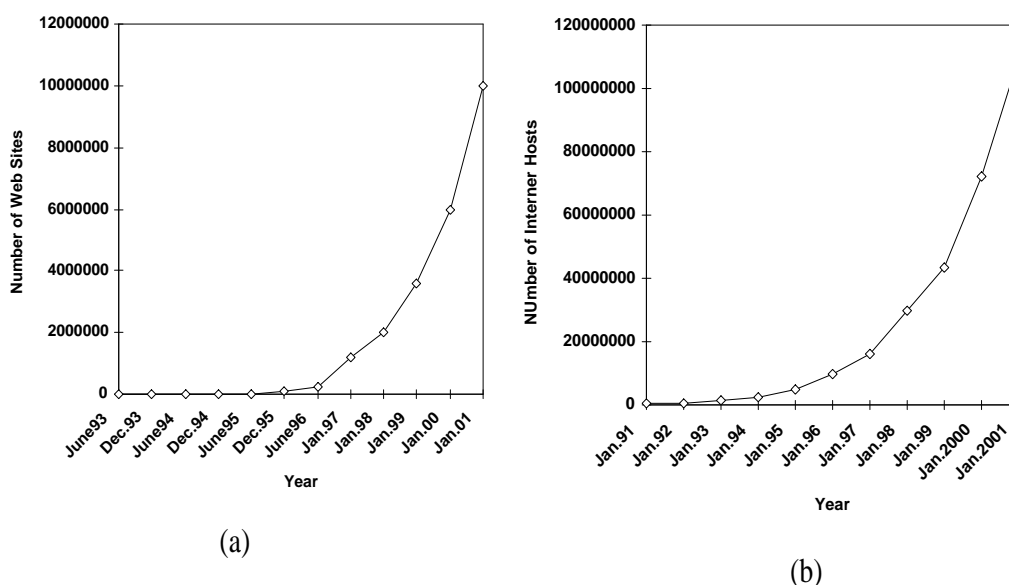 Number of Web Sites
12000000
10000000
8000000
6000000
4000000
2000000
0
June93
Dec.93
June94
Dec.94
June95
Dec.95
June96
Jan.97
Jan.98
Jan.99
Jan.00
Jan.01
Year
(a)
NUmber of Interner Hosts
120000000
100000000
80000000
60000000
40000000
20000000
0
Jan.91
Jan.92
Jan.93
Jan.94
Jan.95
Jan.96
Jan.97
Jan.98
Jan.99
Jan.2000
Jan.2001
Year
(b)